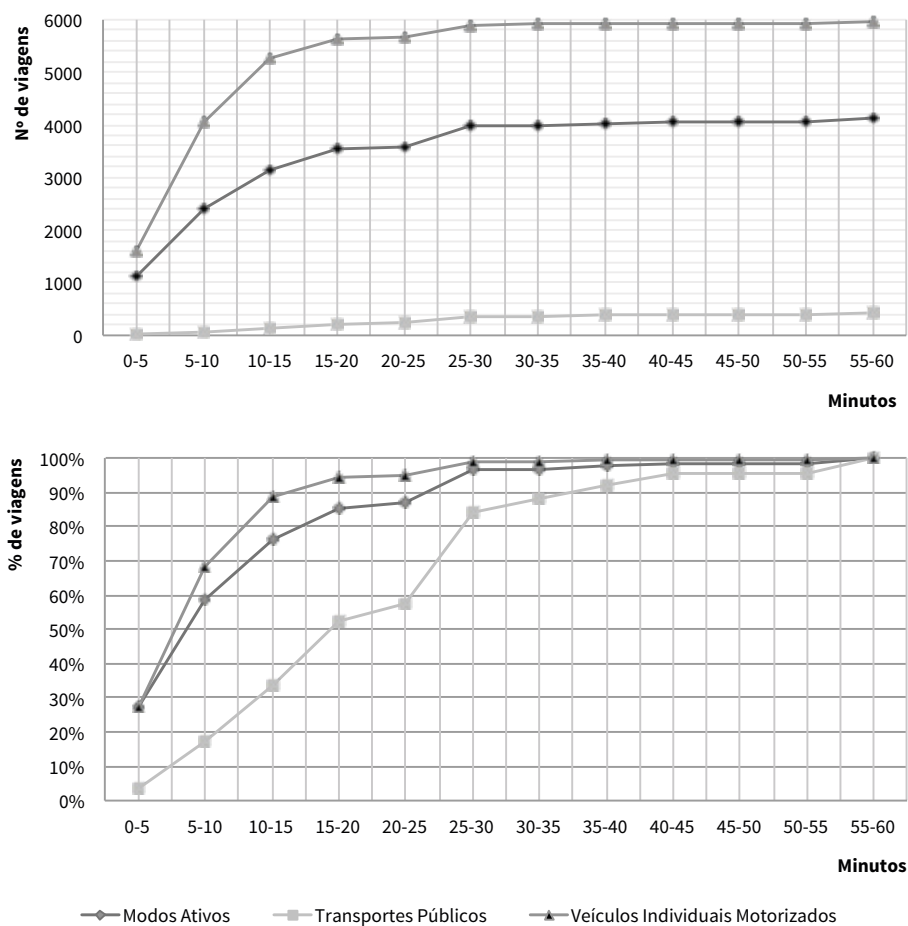 Nº de viagens
6000
5000
4000
3000
2000
1000
0
0-5 5-10 10-15 15-20 20-25 25-30 30-35 35-40 40-45 45-50 50-55 55-60
Minutos
% de viagens
100%
90%
80%
70%
60%
50%
40%
30%
20%
10%
0%
0-5 5-10 10-15 15-20 20-25 25-30 30-35 35-40 40-45 45-50 50-55 55-60
Minutos
Modos Ativos Transportes Públicos Veículos Individuais Motorizados